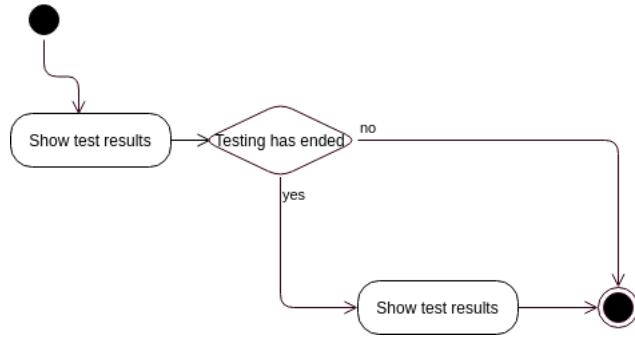 no
Show test results
Testing has ended
yes
Show test results